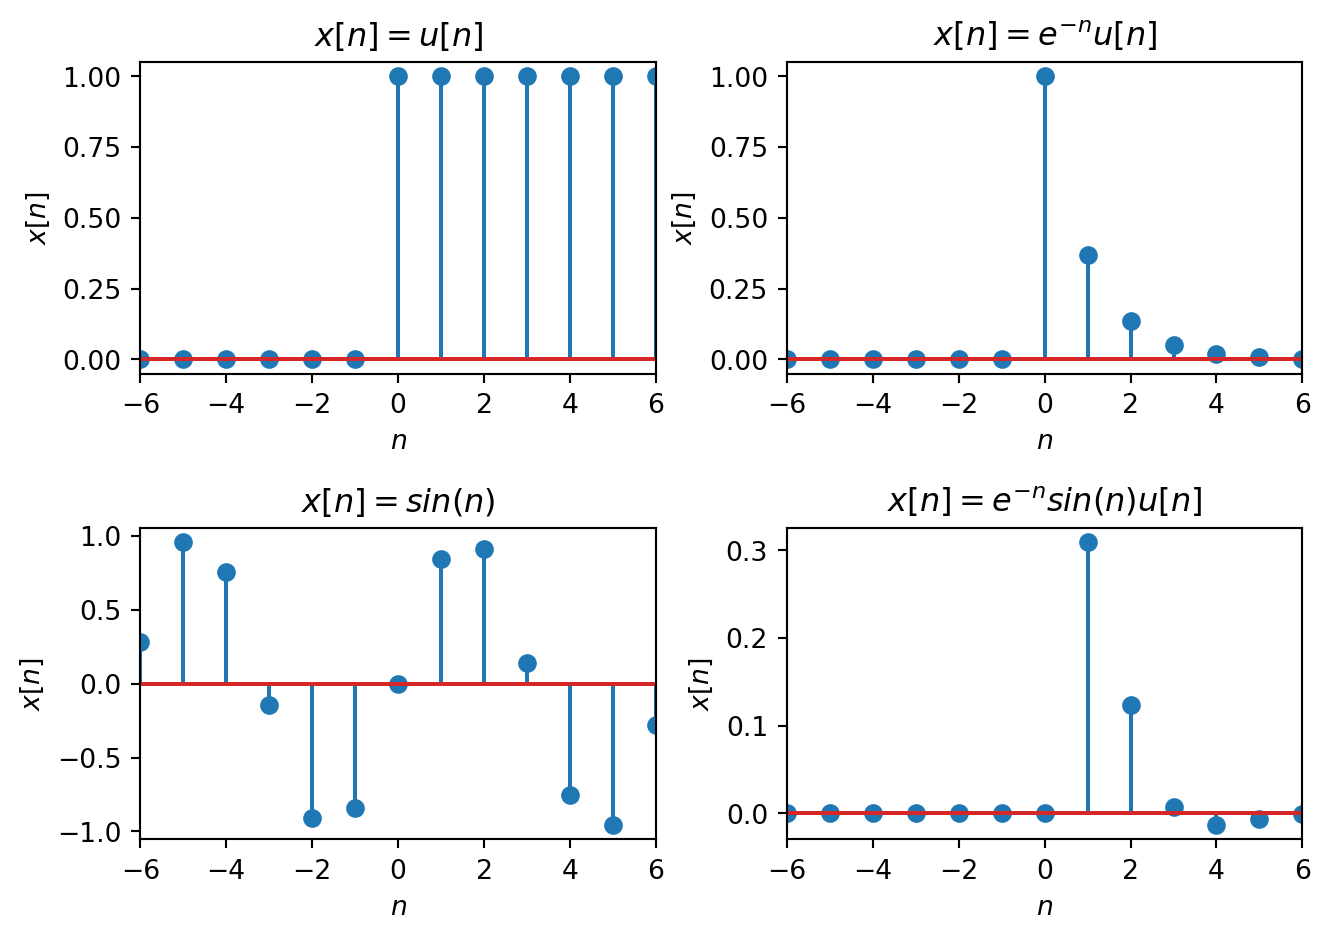 x[n] = u[n]
1.00
0.75
0.50
0.25
0.00
x[n]
−6 −4 −2 0 2 4 6
n
x[n] = e⁻ⁿu[n]
1.00
0.75
0.50
0.25
0.00
x[n]
−6 −4 −2 0 2 4 6
n
x[n] = sin(n)
1.0
0.5
0.0
−0.5
−1.0
x[n]
−6 −4 −2 0 2 4 6
n
x[n] = e⁻ⁿsin(n)u[n]
0.3
0.2
0.1
0.0
x[n]
−6 −4 −2 0 2 4 6
n